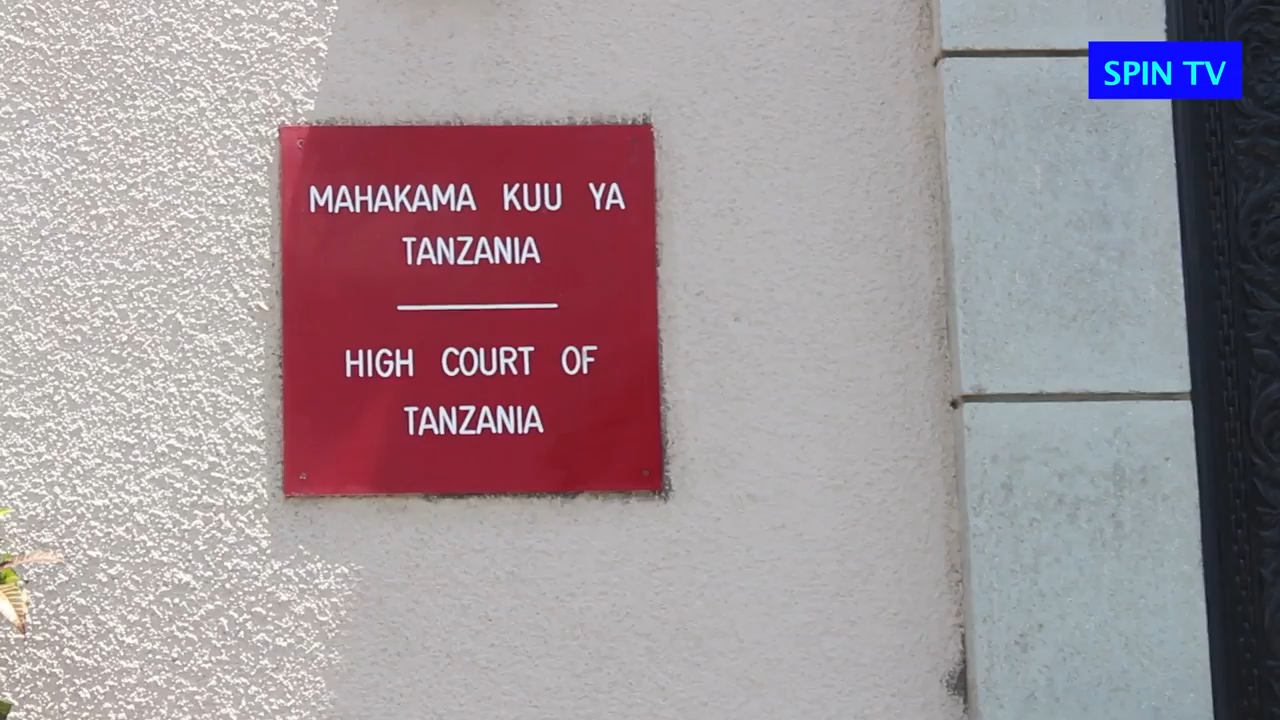 SPIN TV
MAHAKAMA KUU YA
TANZANIA
HIGH COURT OF
TANZANIA